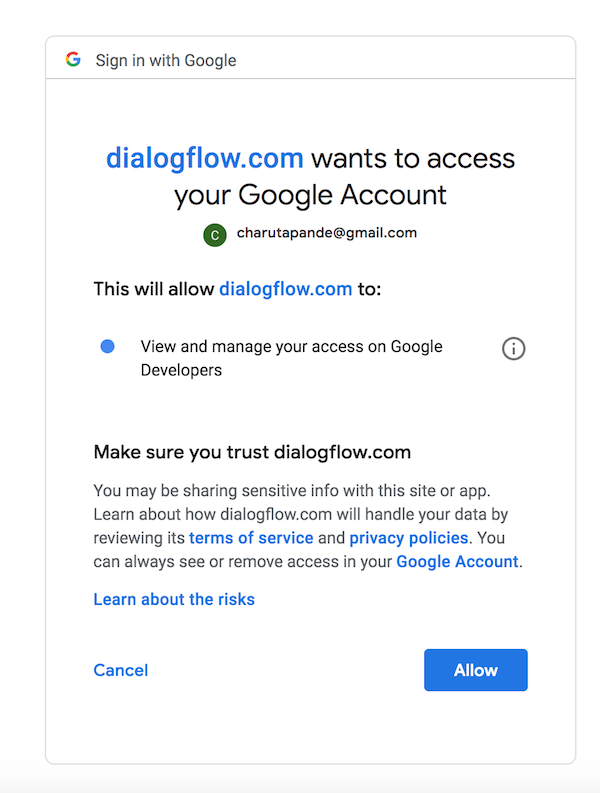 Sign in with Google
dialogflow.com wants to access
your Google Account
C charutapande@gmail.com
This will allow dialogflow.com to:
View and manage your access on Google
Developers
Make sure you trust dialogflow.com
You may be sharing sensitive info with this site or app.
Learn about how dialogflow.com will handle your data by
reviewing its terms of service and privacy policies. You
can always see or remove access in your Google Account.
Learn about the risks
Cancel Allow